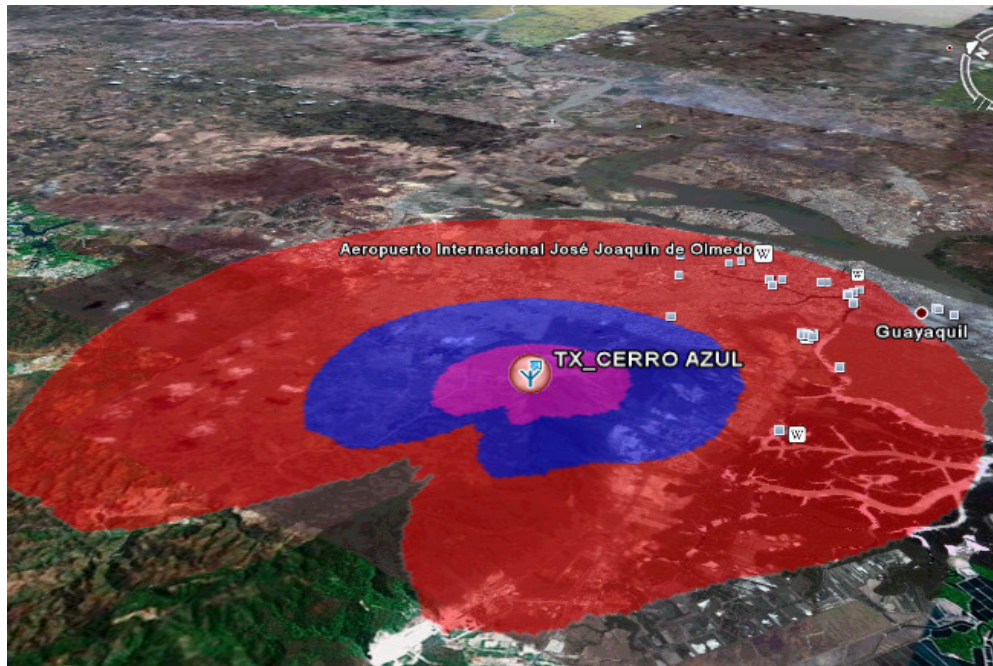 N
Aeropuerto Internacional José Joaquín de Olmedo
W
W
Guayaquil
TX_CERRO AZUL
W